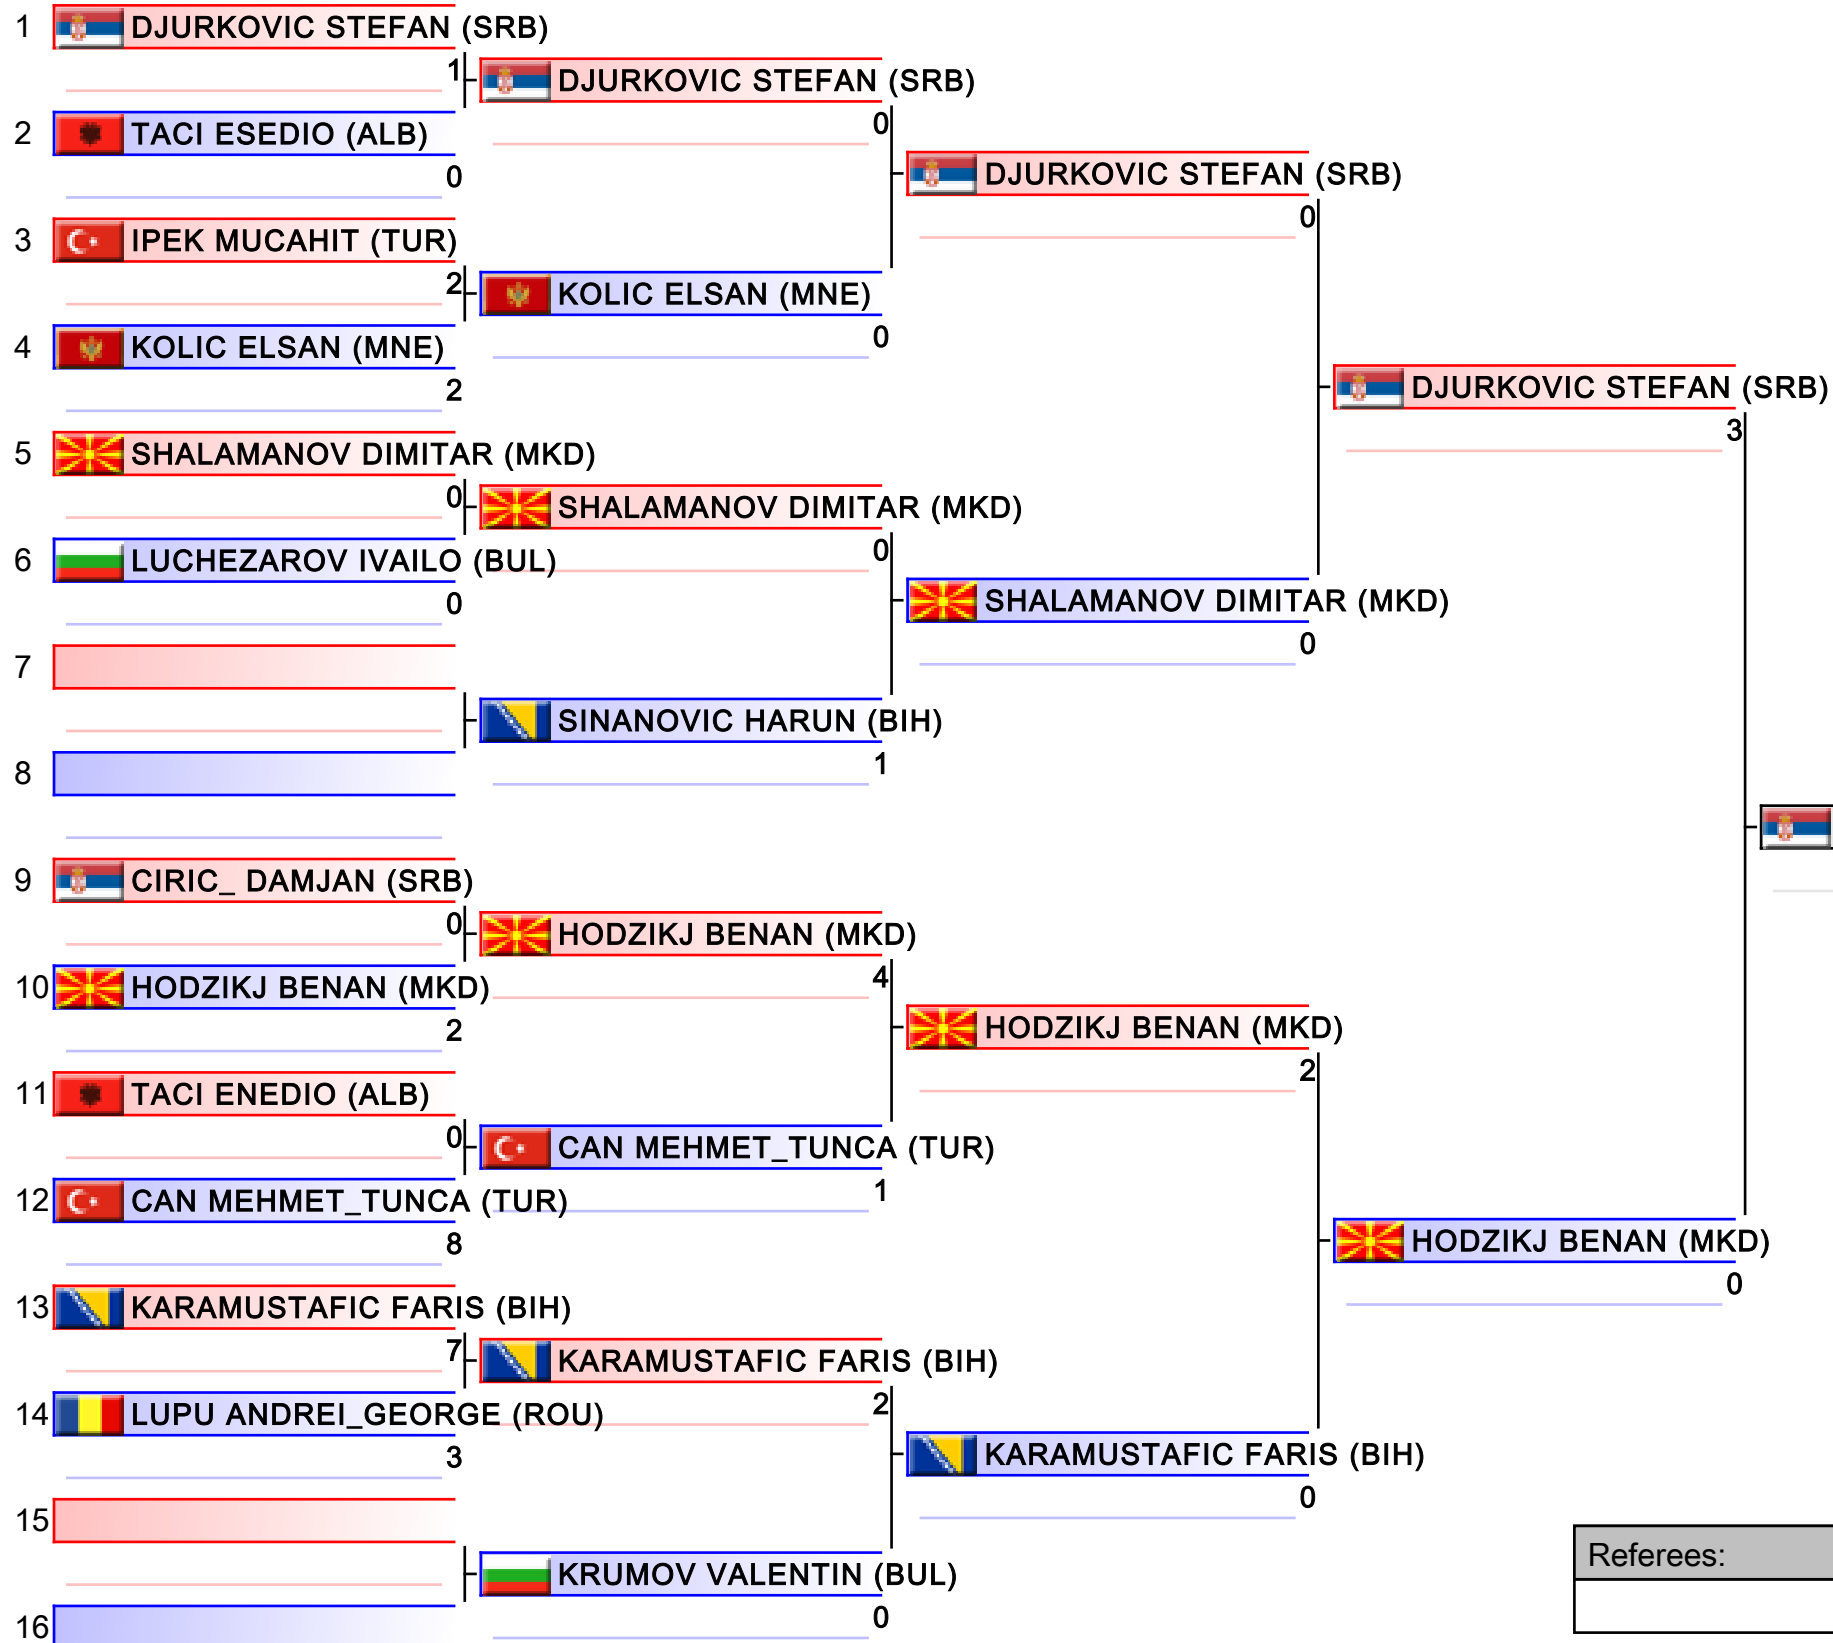 1 DJURKOVIC STEFAN (SRB)
1 DJURKOVIC STEFAN (SRB)
2 TACI ESEDIO (ALB)
0
0
DJURKOVIC STEFAN (SRB)
0
3 IPEK MUCAHIT (TUR)
2 KOLIC ELSAN (MNE)
0
4 KOLIC ELSAN (MNE)
2
DJURKOVIC STEFAN (SRB)
3
5 SHALAMANOV DIMITAR (MKD)
0 SHALAMANOV DIMITAR (MKD)
0
6 LUCHEZAROV IVAILO (BUL)
0
SHALAMANOV DIMITAR (MKD)
0
7
SINANOVIC HARUN (BIH)
1
8
9 CIRIC_ DAMJAN (SRB)
0 HODZIKJ BENAN (MKD)
4
10 HODZIKJ BENAN (MKD)
2
HODZIKJ BENAN (MKD)
2
11 TACI ENEDIO (ALB)
0 CAN MEHMET_TUNCA (TUR)
1
12 CAN MEHMET_TUNCA (TUR)
8
HODZIKJ BENAN (MKD)
0
13 KARAMUSTAFIC FARIS (BIH)
7 KARAMUSTAFIC FARIS (BIH)
2
14 LUPU ANDREI_GEORGE (ROU)
3
KARAMUSTAFIC FARIS (BIH)
0
15
KRUMOV VALENTIN (BUL)
0
16
Referees: